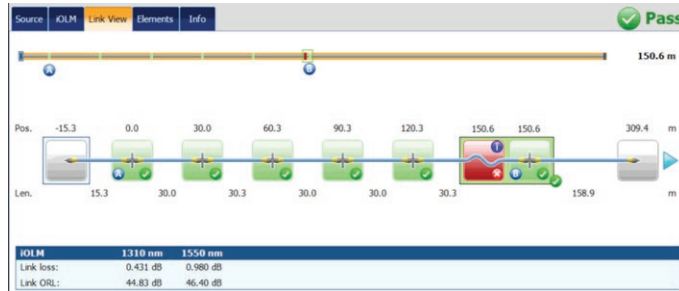 Source iOLM Link View Elements Info Pass
150.6 m
A B
Pos. -15.3 0.0 30.0 60.3 90.3 120.3 150.6 150.6 309.4 m
A B
Len. 15.3 30.0 30.3 30.0 30.0 30.3 158.9 m
iOLM 1310 nm 1550 nm
Link loss: 0.431 dB 0.980 dB
Link ORL: 44.83 dB 46.40 dB